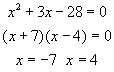 x² + 3x − 28 = 0
(x + 7)(x − 4) = 0
x = −7 x = 4